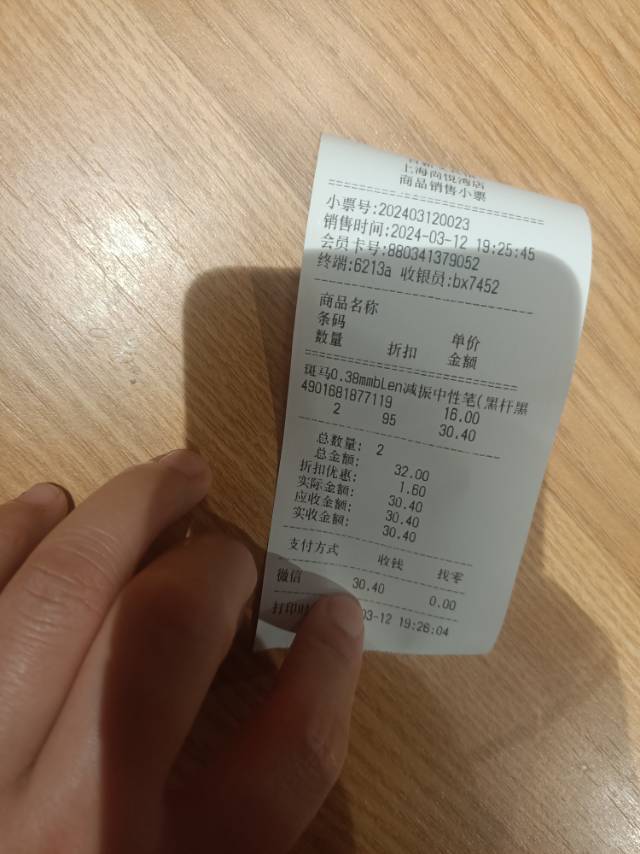 上海尚悦湾店
商品销售小票
小票号:202403120023
销售时间:2024-03-12 19:25:45
会员卡号:880341379052
终端:6213a 收银员:bx7452
商品名称
条码 单价
数量 折扣 金额
斑马0.38mmbLen减振中性笔(黑杆黑
4901681877119 16.00
2 95 30.40
总数量: 2
总金额: 32.00
折扣优惠: 1.60
实际金额: 30.40
应收金额: 30.40
实收金额: 30.40
支付方式 收钱 找零
微信 30.40 0.00
打印时 03-12 19:26:04